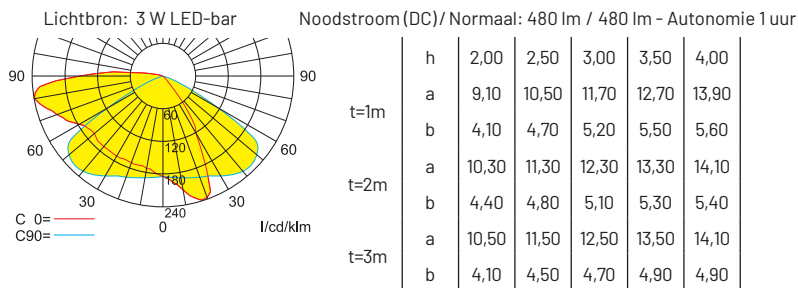 Lichtbron: 3 W LED-bar
Noodstroom (DC) / Normaal: 480 lm / 480 lm - Autonomie 1 uur
90 90
60 60
30 30
0
60
120
180
240
l/cd/klm
C 0=
C90=
h 2,00 2,50 3,00 3,50 4,00
t=1m
a 9,10 10,50 11,70 12,70 13,90
b 4,10 4,70 5,20 5,50 5,60
t=2m
a 10,30 11,30 12,30 13,30 14,10
b 4,40 4,80 5,10 5,30 5,40
t=3m
a 10,50 11,50 12,50 13,50 14,10
b 4,10 4,50 4,70 4,90 4,90